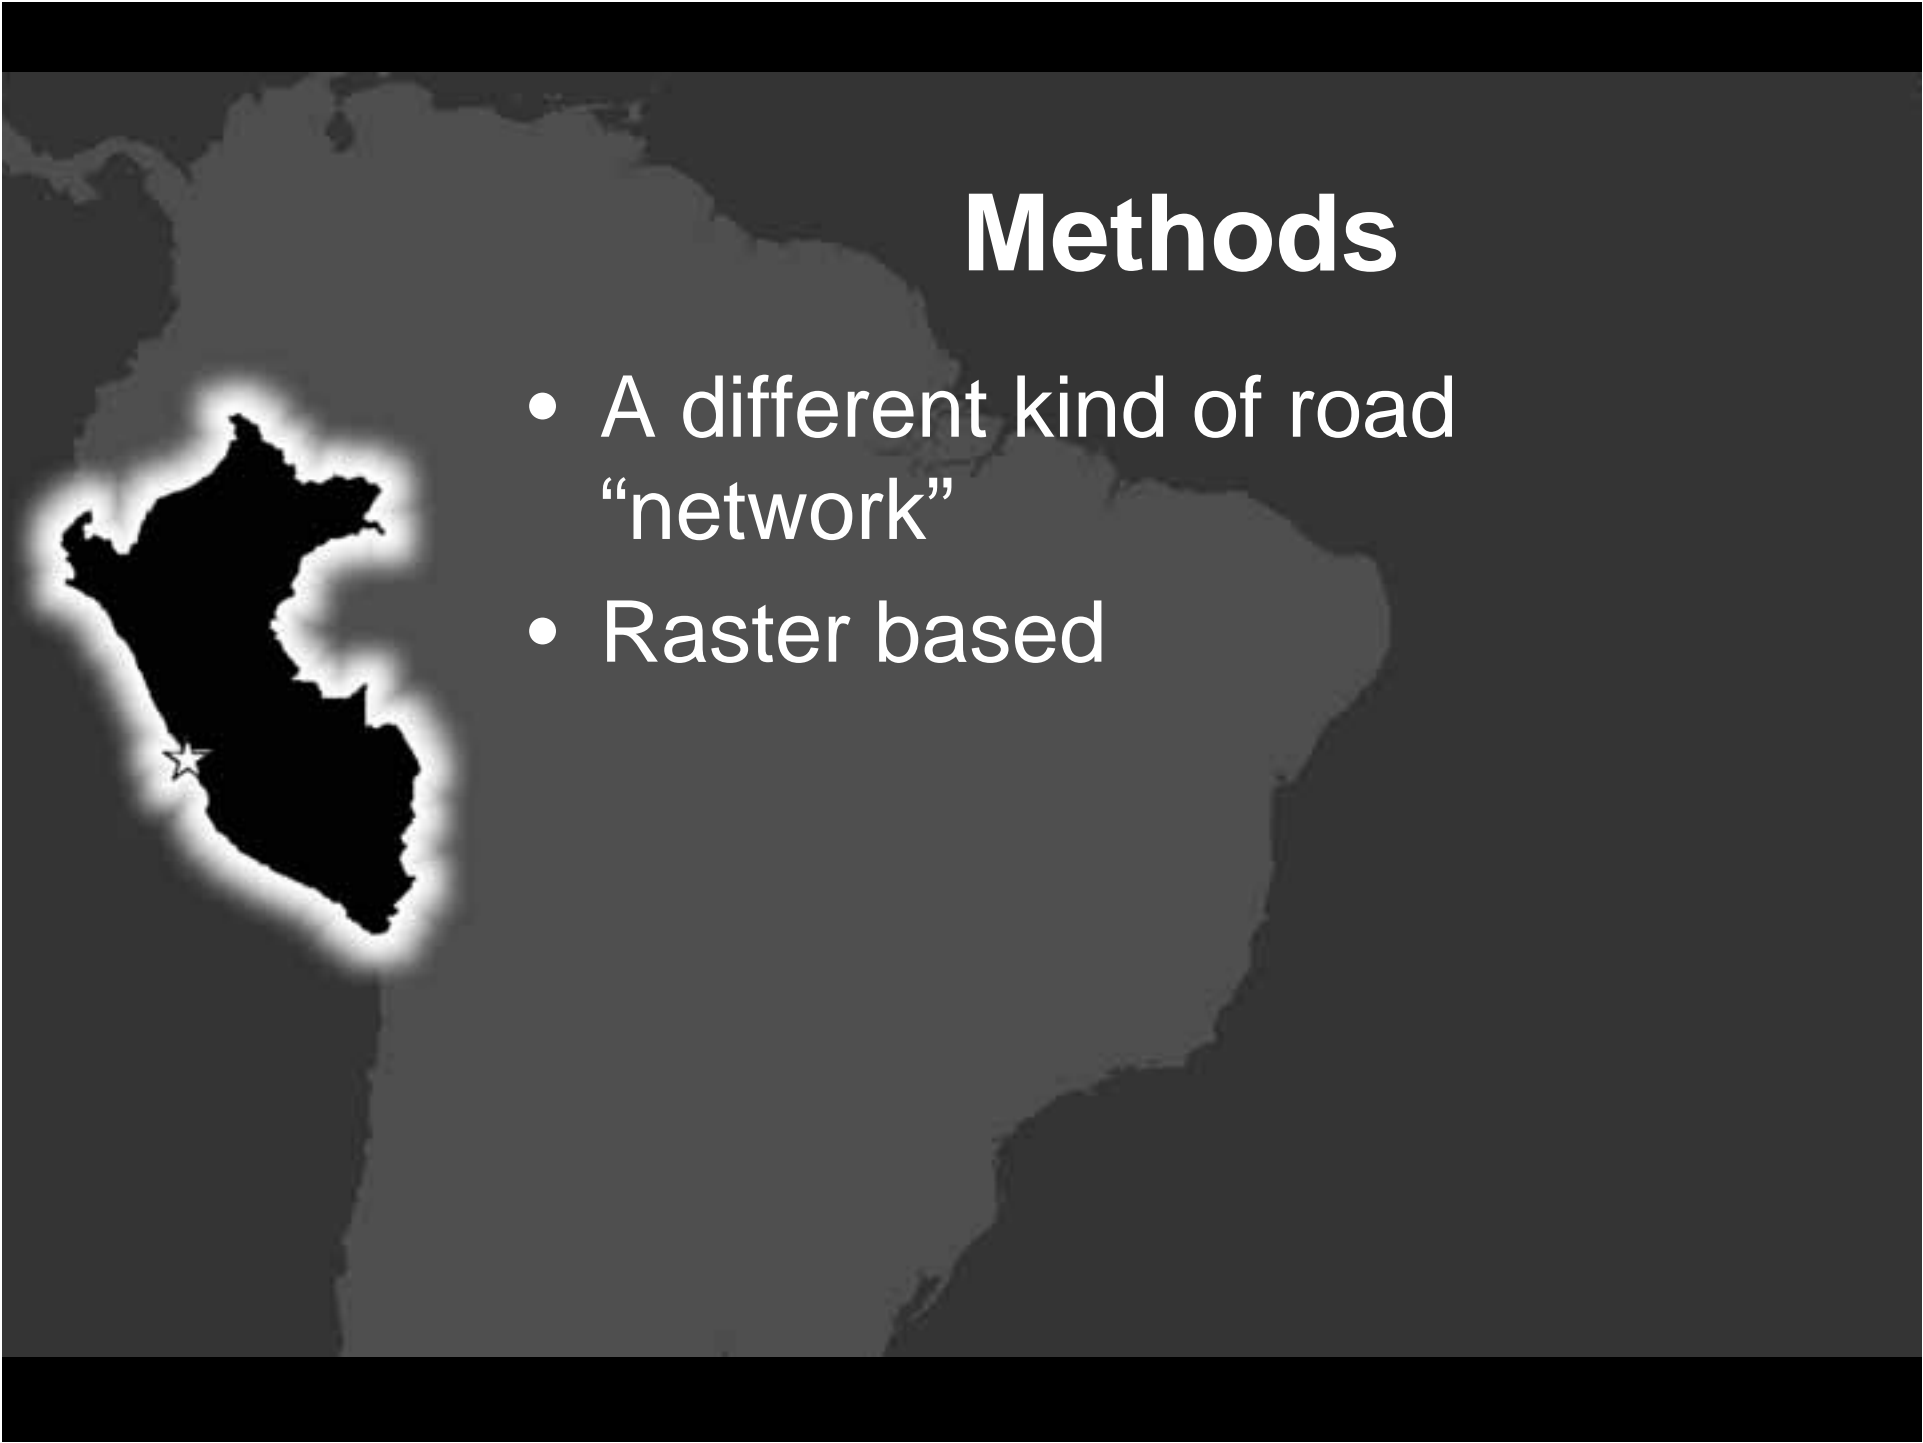 Methods
• A different kind of road
“network”
• Raster based